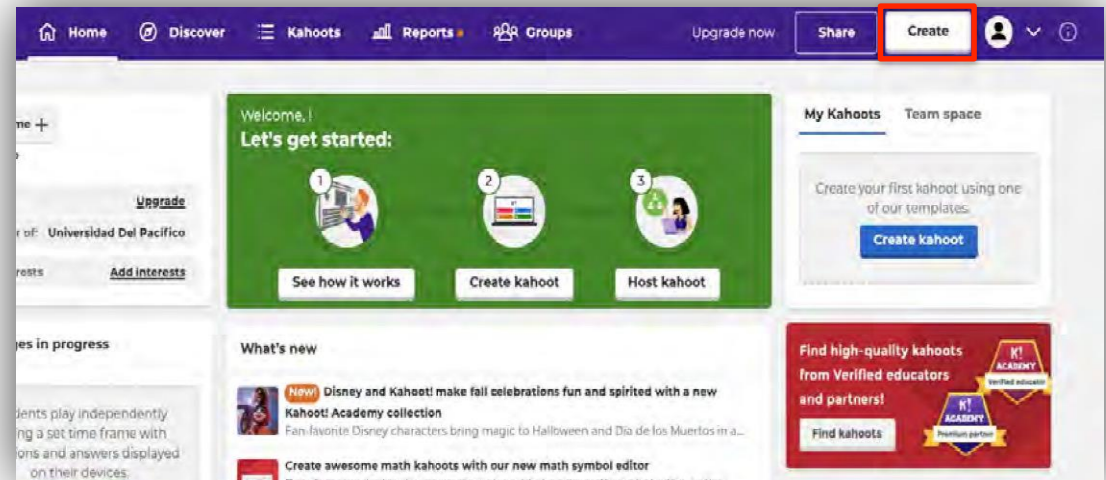 Home Discover Kahoots Reports Groups Upgrade now Share Create
me +
Upgrade
r of: Universidad Del Pacífico
rests Add interests
es in progress
ents play independently
ng a set time frame with
ons and answers displayed
on their devices.
Welcome,
Let's get started:
1 2 3
See how it works Create kahoot Host kahoot
What's new
New! Disney and Kahoot! make fall celebrations fun and spirited with a new
Kahoot! Academy collection
Fan-favorite Disney characters bring magic to Halloween and Día de los Muertos in a...
Create awesome math kahoots with our new math symbol editor
My Kahoots Team space
Create your first kahoot using one
of our templates.
Create kahoot
Find high-quality kahoots
from Verified educators
and partners!
Find kahoots
K!
ACADEMY
Verified educator
K!
ACADEMY
Premium partner